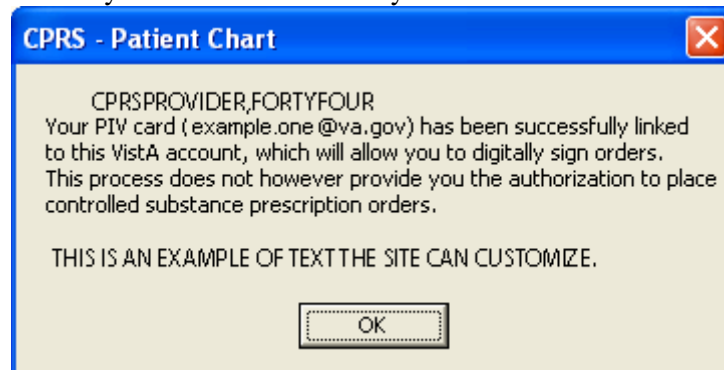 CPRS - Patient Chart
CPRSPROVIDER,FORTYFOUR
Your PIV card (example.one@va.gov) has been successfully linked
to this VistA account, which will allow you to digitally sign orders.
This process does not however provide you the authorization to place
controlled substance prescription orders.
THIS IS AN EXAMPLE OF TEXT THE SITE CAN CUSTOMIZE.
OK